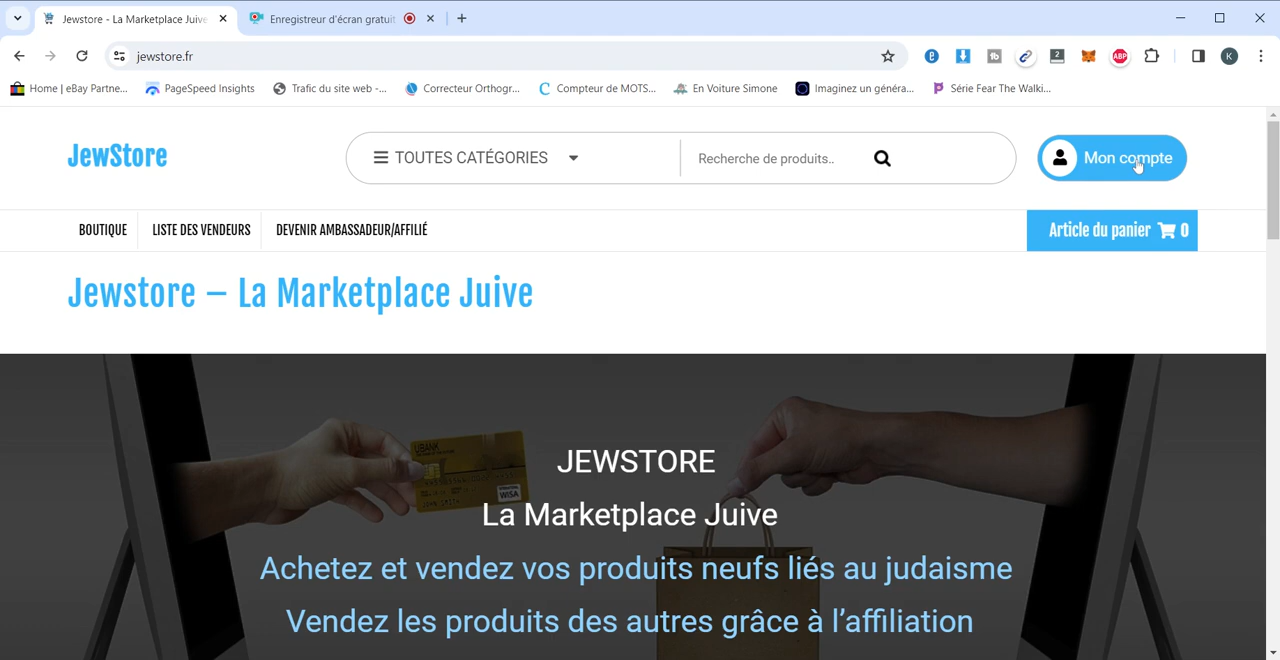 Jewstore - La Marketplace Juive
Enregistreur d'écran gratuit
jewstore.fr
Home | eBay Partne...
PageSpeed Insights
Trafic du site web -...
Correcteur Orthogr...
Compteur de MOTS...
En Voiture Simone
Imaginez un généra...
Série Fear The Walki...
JewStore
TOUTES CATÉGORIES
Recherche de produits..
Mon compte
BOUTIQUE
LISTE DES VENDEURS
DEVENIR AMBASSADEUR/AFFILIÉ
Article du panier 0
Jewstore – La Marketplace Juive
JEWSTORE
La Marketplace Juive
Achetez et vendez vos produits neufs liés au judaisme
Vendez les produits des autres grâce à l’affiliation